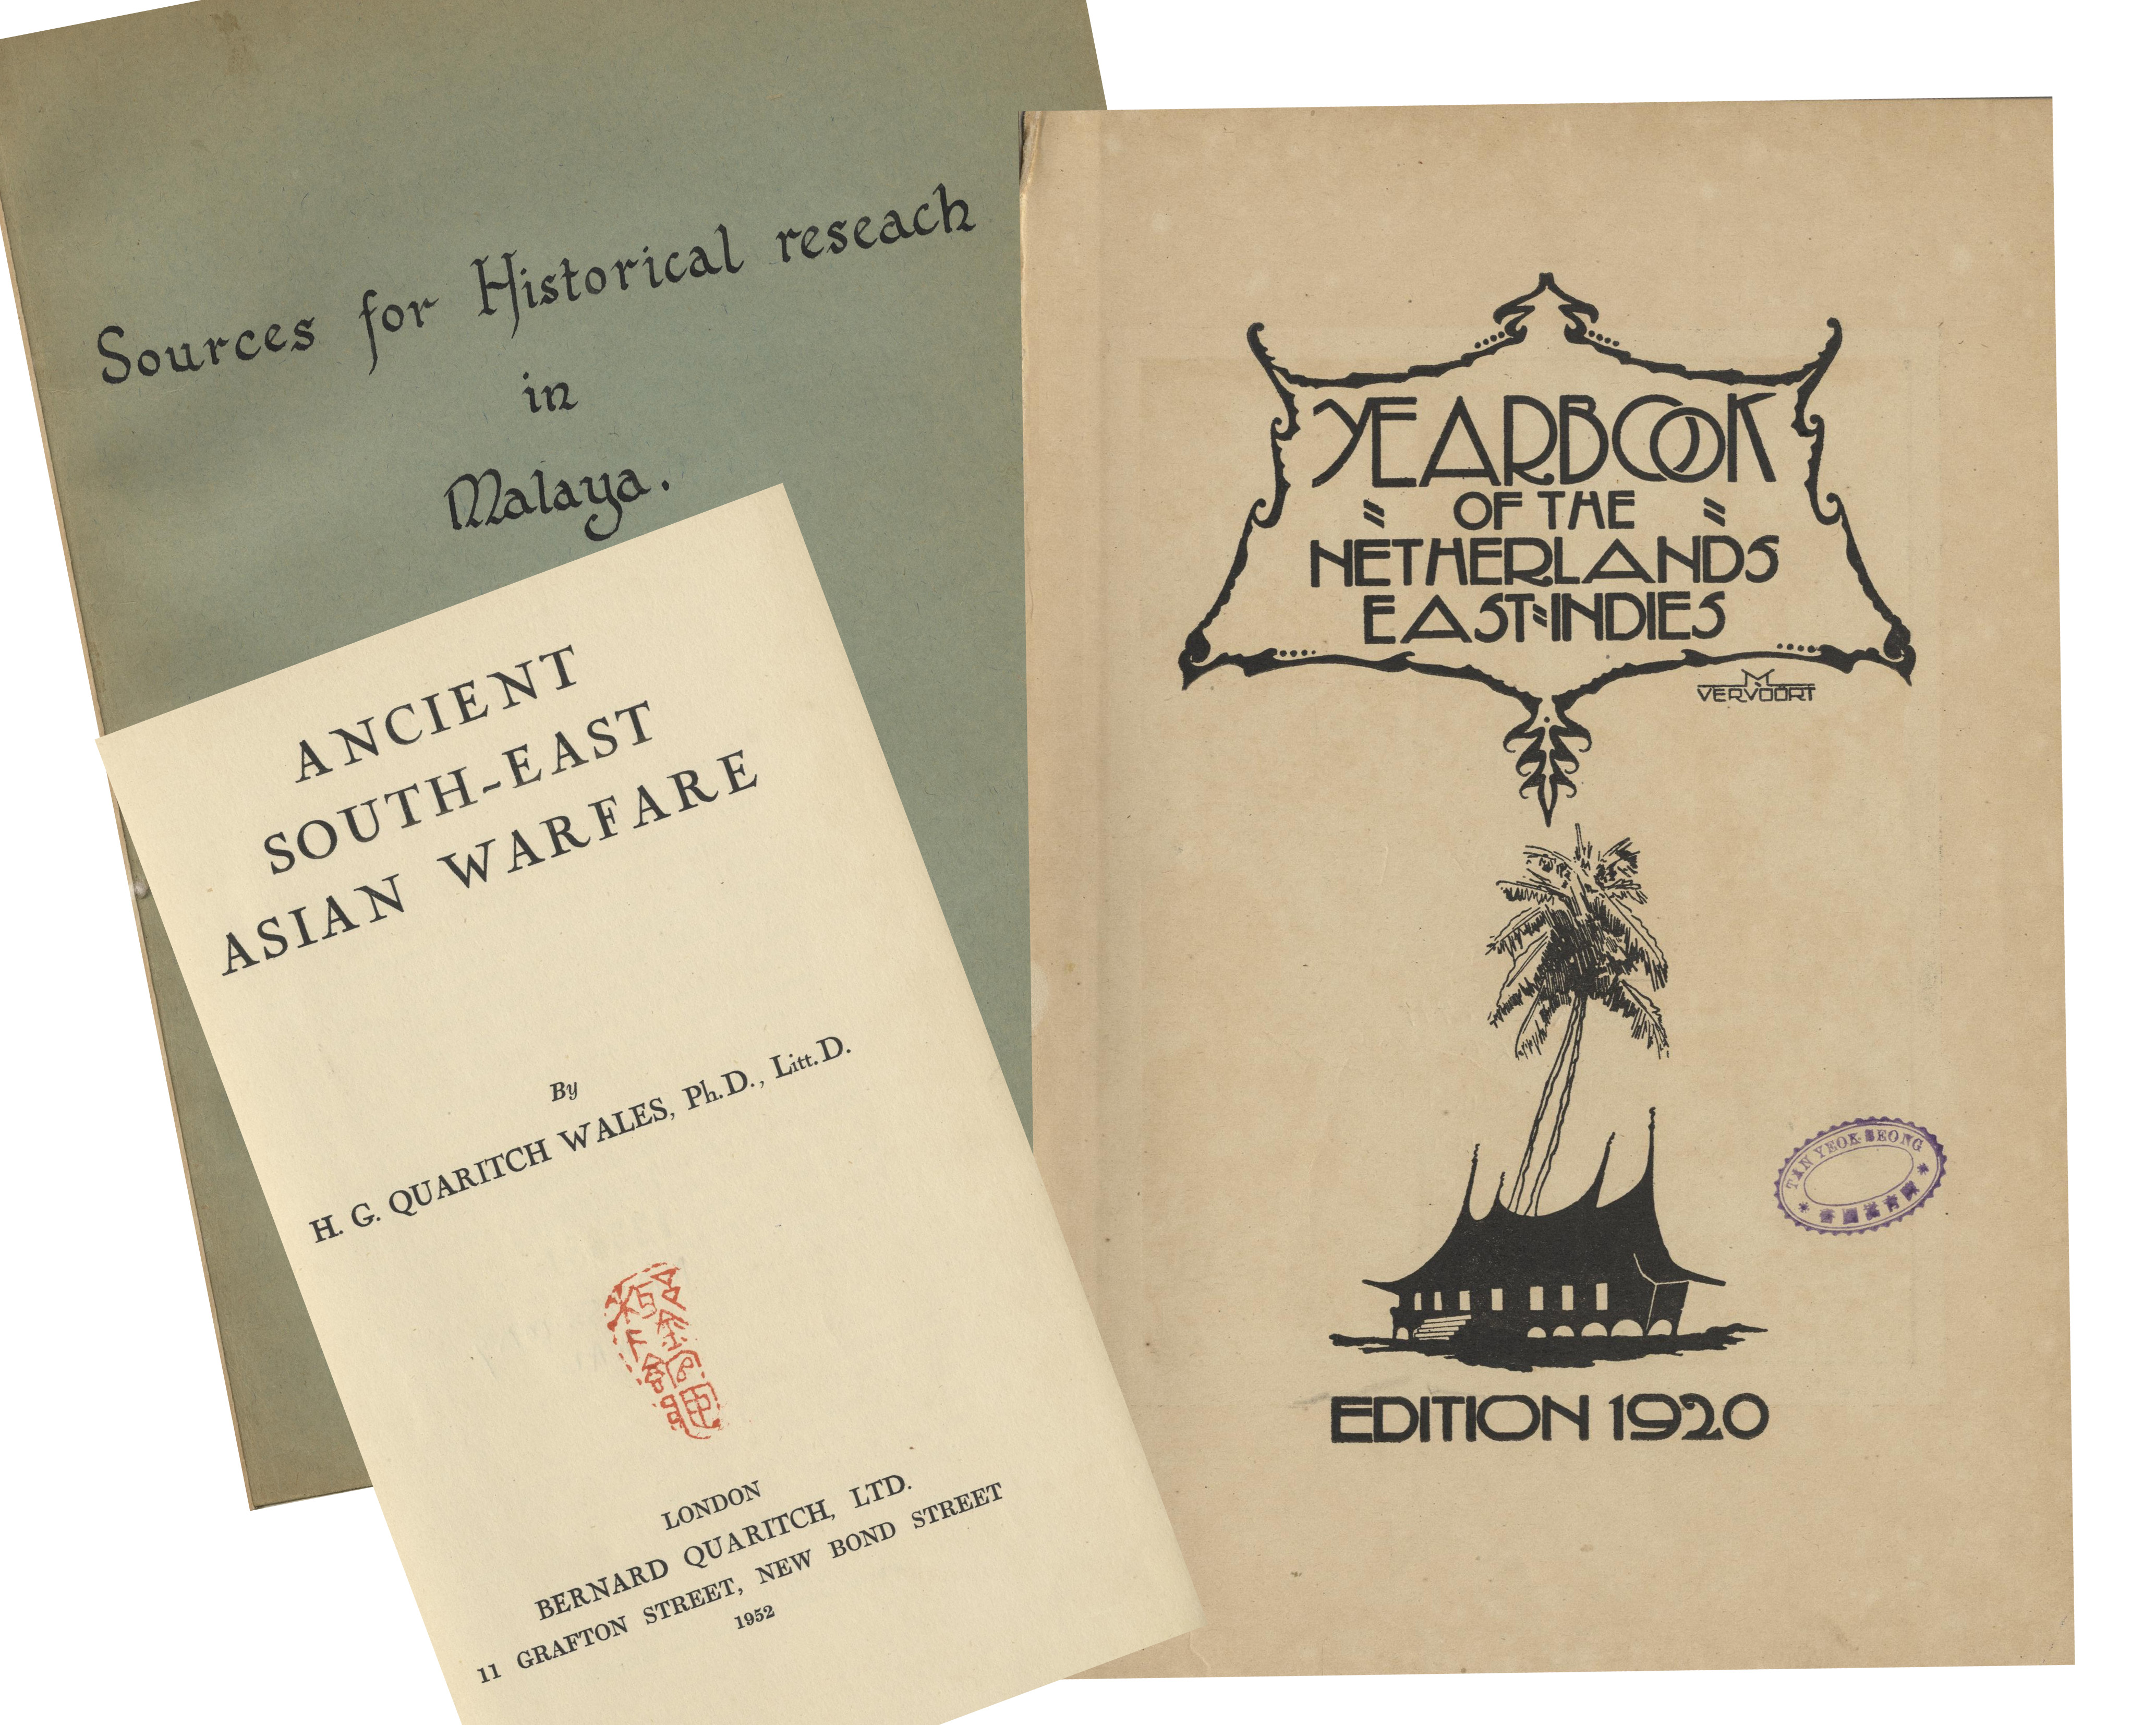 Sources for Historical reseach
in
Malaya.
ANCIENT
SOUTH-EAST
ASIAN WARFARE
By
H. G. QUARITCH WALES, Ph.D., Litt.D.
LONDON
BERNARD QUARITCH, LTD.
11 GRAFTON STREET, NEW BOND STREET
1952
YEARBOOK
OF THE
NETHERLANDS
EAST=INDIES
M
VERVOORT
TAN YEOK SEONG
EDITION 1920